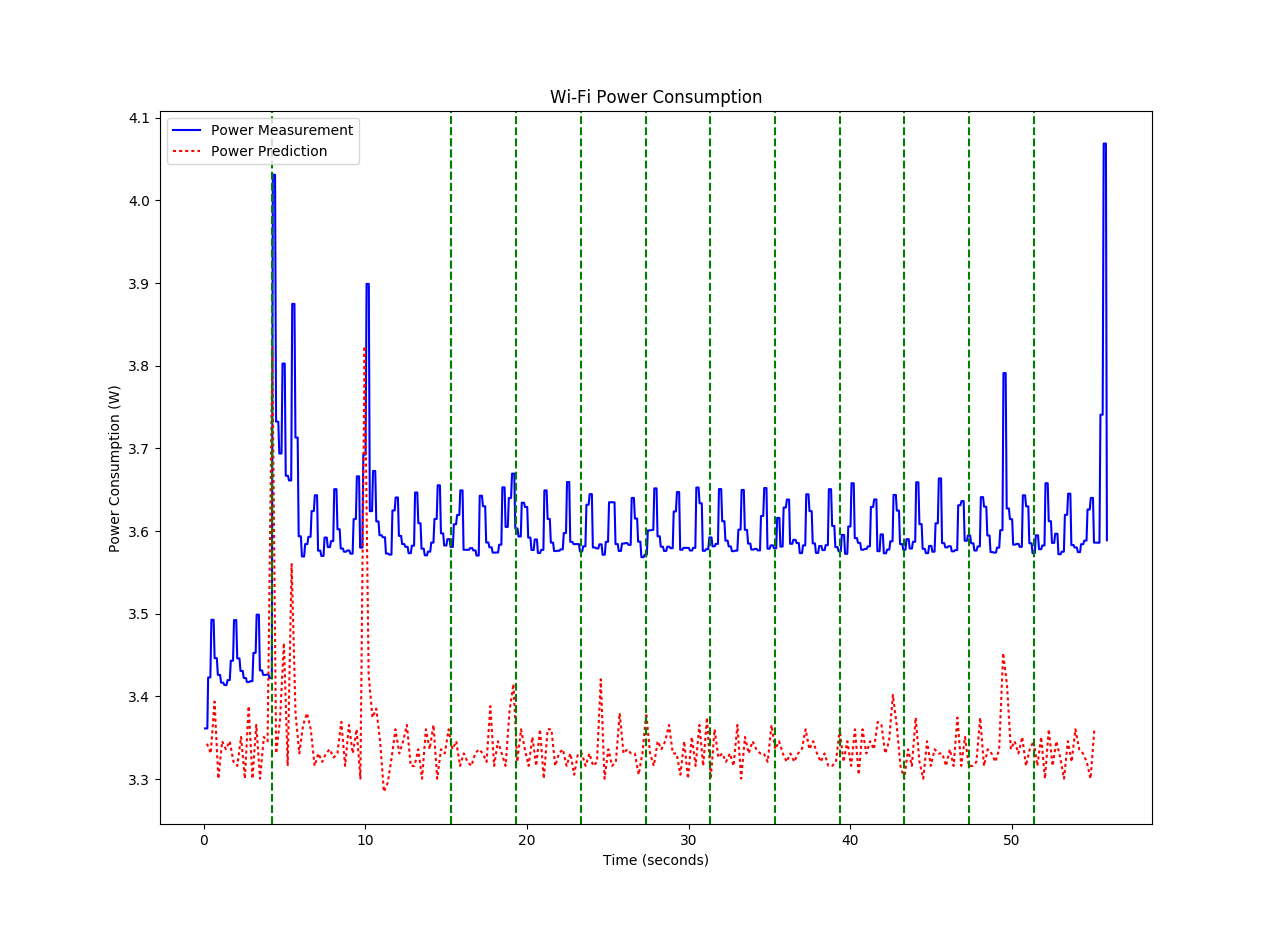 Wi-Fi Power Consumption
Power Measurement
Power Prediction
4.1
4.0
3.9
3.8
3.7
3.6
3.5
3.4
3.3
Power Consumption (W)
0 10 20 30 40 50
Time (seconds)